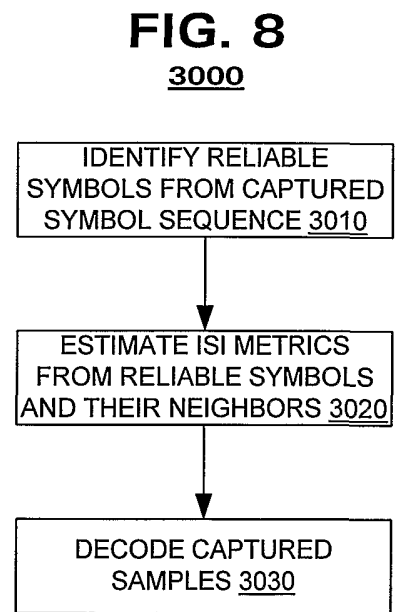 FIG. 8
3000
IDENTIFY RELIABLE
SYMBOLS FROM CAPTURED
SYMBOL SEQUENCE 3010
ESTIMATE ISI METRICS
FROM RELIABLE SYMBOLS
AND THEIR NEIGHBORS 3020
DECODE CAPTURED
SAMPLES 3030